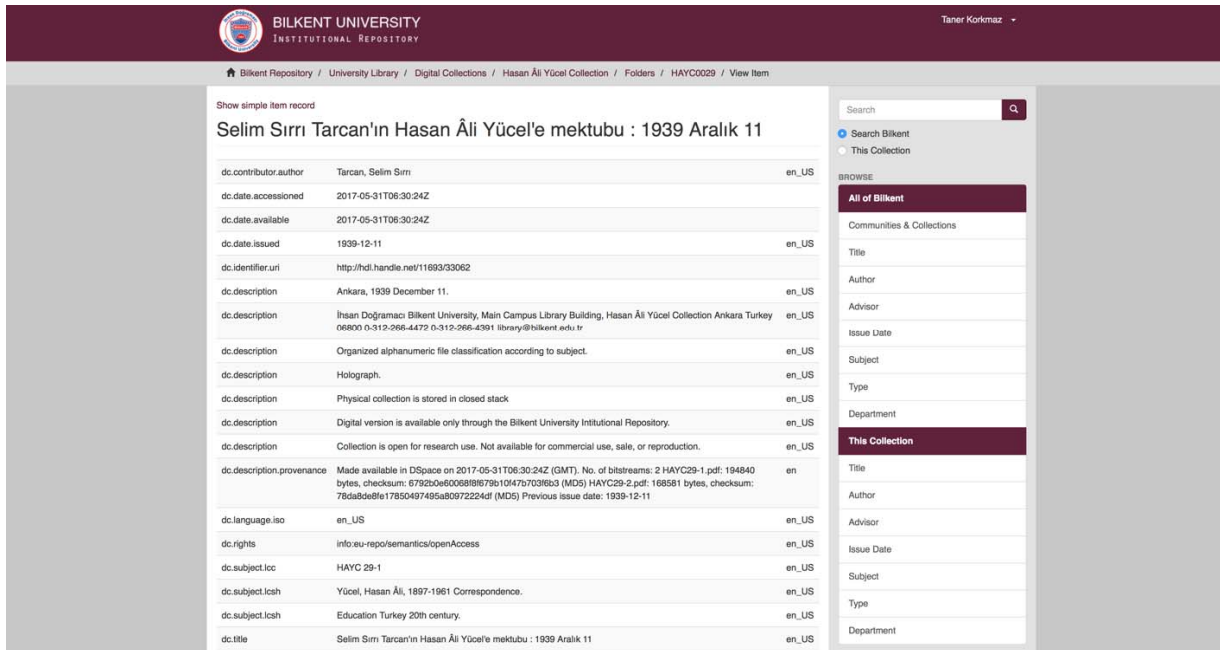 BILKENT UNIVERSITY
INSTITUTIONAL REPOSITORY
Taner Korkmaz
Bilkent Repository / University Library / Digital Collections / Hasan Âli Yücel Collection / Folders / HAYC0029 / View Item
Show simple item record
Selim Sırrı Tarcan'ın Hasan Âli Yücel'e mektubu : 1939 Aralık 11
dc.contributor.author Tarcan, Selim Sırrı en_US
dc.date.accessioned 2017-05-31T06:30:24Z
dc.date.available 2017-05-31T06:30:24Z
dc.date.issued 1939-12-11 en_US
dc.identifier.uri http://hdl.handle.net/11693/33062
dc.description Ankara, 1939 December 11. en_US
dc.description İhsan Doğramacı Bilkent University, Main Campus Library Building, Hasan Âli Yücel Collection Ankara Turkey en_US
06800 0-312-266-4472 0-312-266-4391 library@bilkent.edu.tr
dc.description Organized alphanumeric file classification according to subject. en_US
dc.description Holograph. en_US
dc.description Physical collection is stored in closed stack en_US
dc.description Digital version is available only through the Bilkent University Intitutional Repository. en_US
dc.description Collection is open for research use. Not available for commercial use, sale, or reproduction. en_US
dc.description.provenance Made available in DSpace on 2017-05-31T06:30:24Z (GMT). No. of bitstreams: 2 HAYC29-1.pdf: 194840 en
bytes, checksum: 6792b0e60068f8f679b10f47b703f6b3 (MD5) HAYC29-2.pdf: 168581 bytes, checksum:
78da8de8fe17850497495a80972224df (MD5) Previous issue date: 1939-12-11
dc.language.iso en_US en_US
dc.rights info:eu-repo/semantics/openAccess en_US
dc.subject.lcc HAYC 29-1 en_US
dc.subject.lcsh Yücel, Hasan Âli, 1897-1961 Correspondence. en_US
dc.subject.lcsh Education Turkey 20th century. en_US
dc.title Selim Sırrı Tarcan'ın Hasan Âli Yücel'e mektubu : 1939 Aralık 11 en_US
Search
Search Bilkent
This Collection
BROWSE
All of Bilkent
Communities & Collections
Title
Author
Advisor
Issue Date
Subject
Type
Department
This Collection
Title
Author
Advisor
Issue Date
Subject
Type
Department